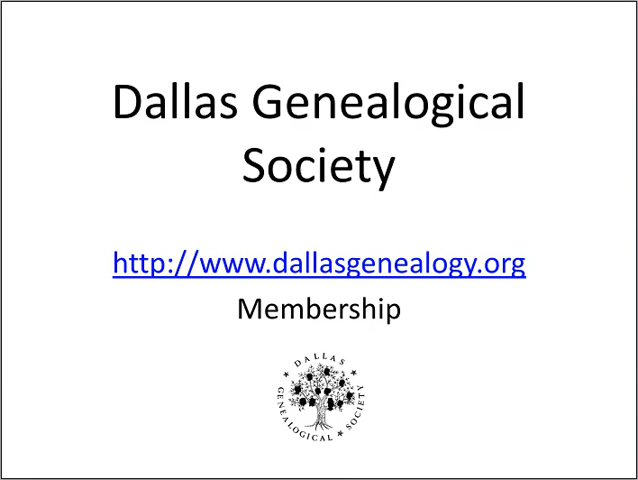 Dallas Genealogical
Society
http://www.dallasgenealogy.org
Membership
DALLAS
GENEALOGICAL
SOCIETY